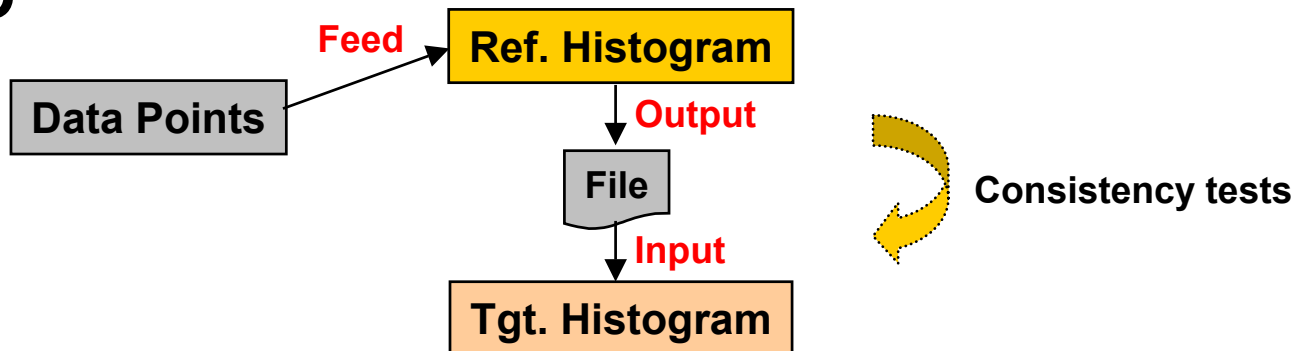 Feed
Ref. Histogram
Data Points
Output
File
Consistency tests
Input
Tgt. Histogram